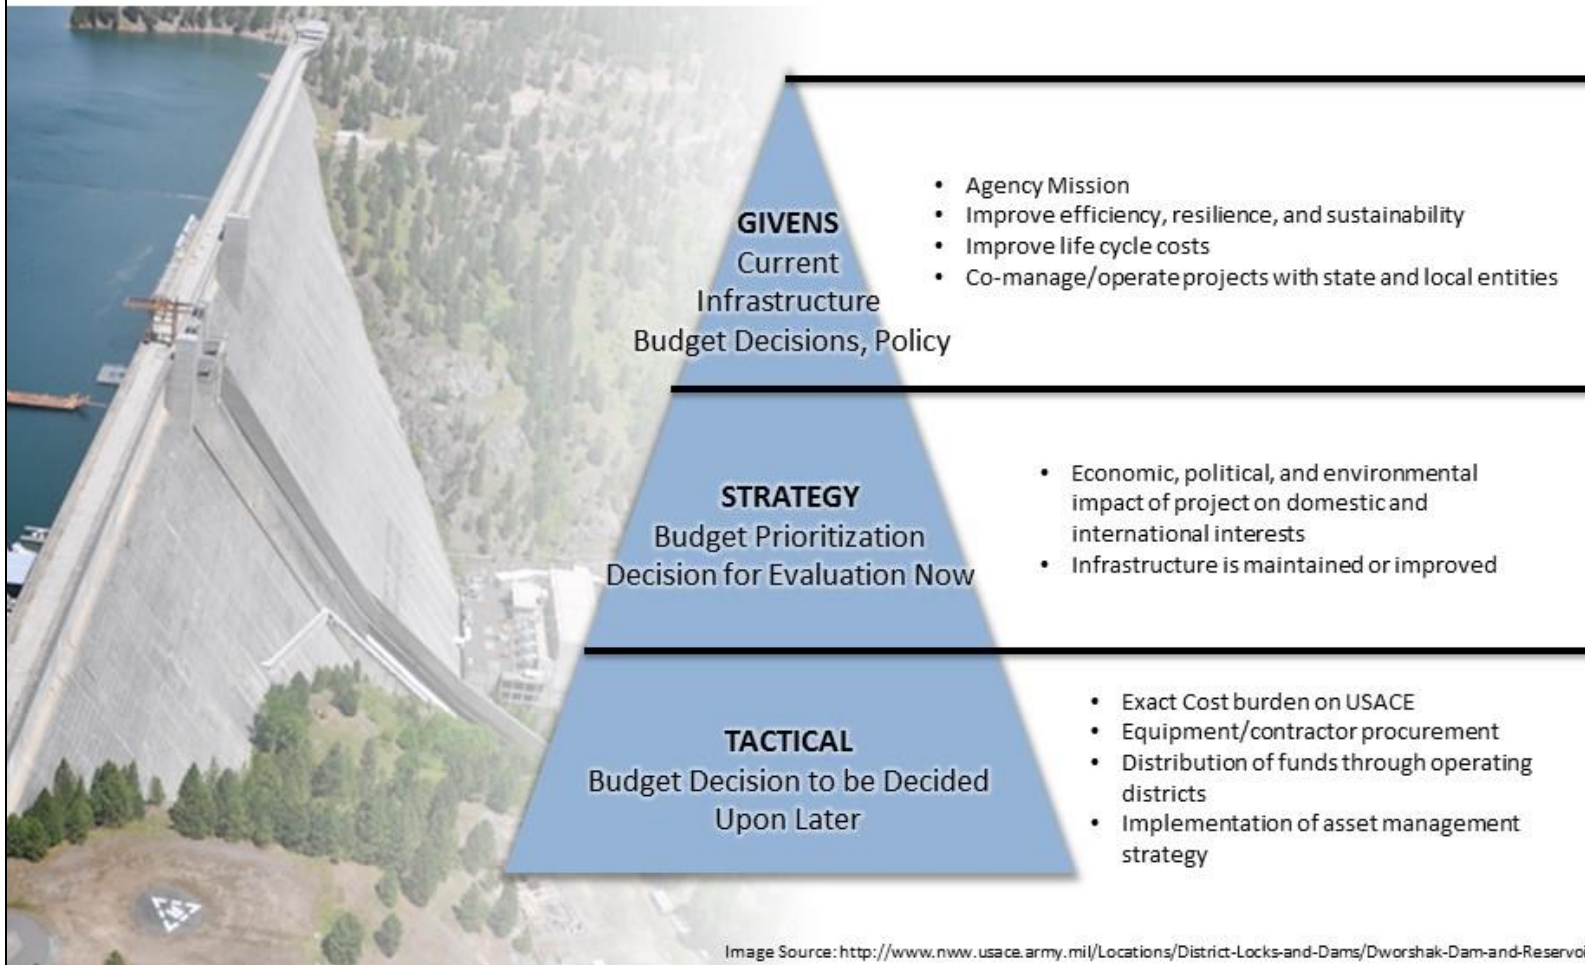 GIVENS
Current
Infrastructure
Budget Decisions, Policy
• Agency Mission
• Improve efficiency, resilience, and sustainability
• Improve life cycle costs
• Co-manage/operate projects with state and local entities
STRATEGY
Budget Prioritization
Decision for Evaluation Now
• Economic, political, and environmental
impact of project on domestic and
international interests
• Infrastructure is maintained or improved
TACTICAL
Budget Decision to be Decided
Upon Later
• Exact Cost burden on USACE
• Equipment/contractor procurement
• Distribution of funds through operating
districts
• Implementation of asset management
strategy
Image Source: http://www.nww.usace.army.mil/Locations/District-Locks-and-Dams/Dworshak-Dam-and-Reservoi